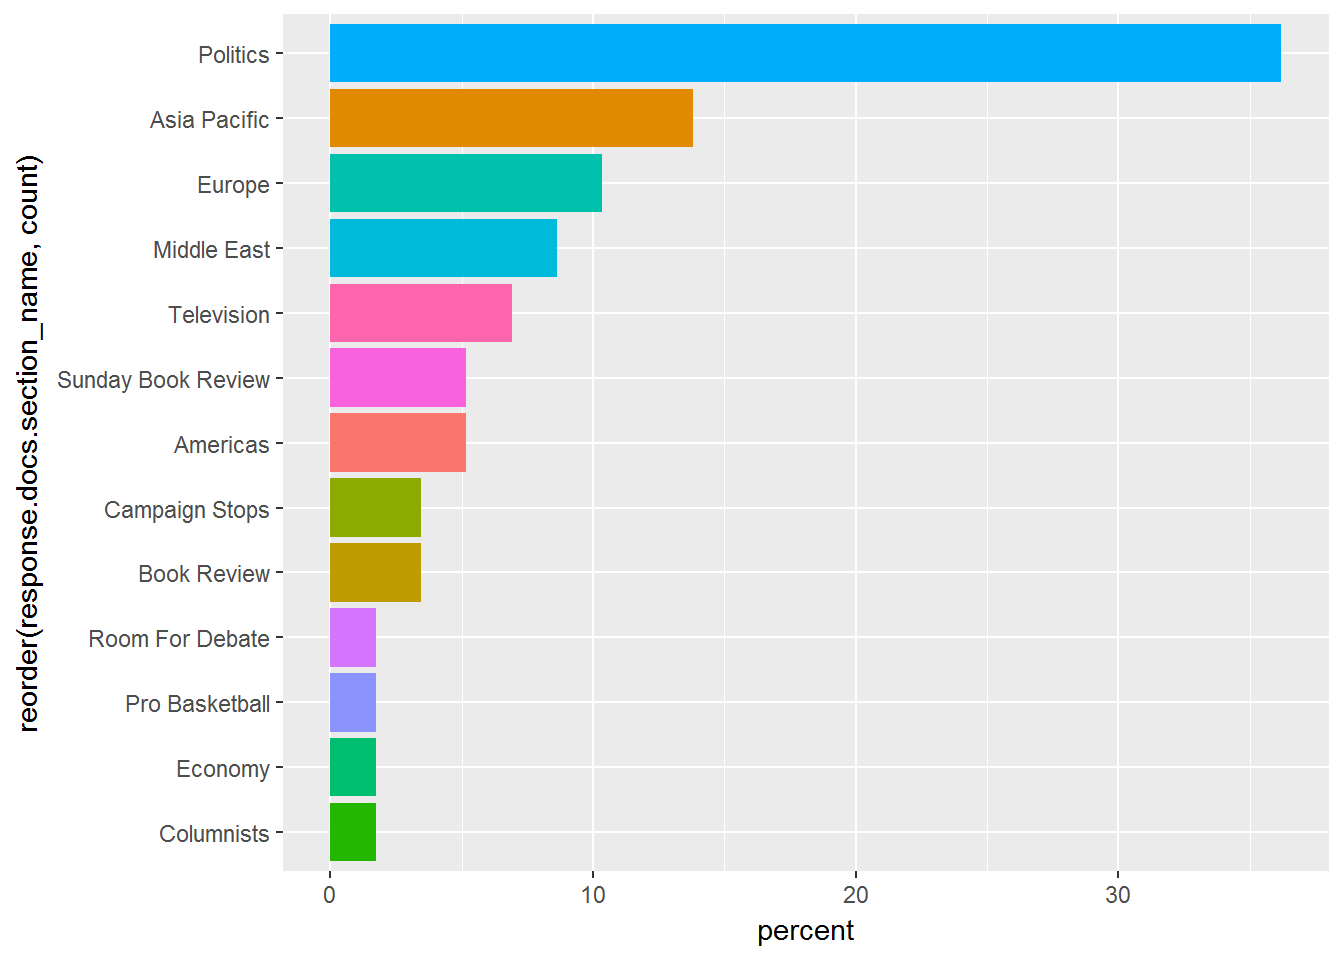 Politics
Asia Pacific
Europe
Middle East
Television
Sunday Book Review
Americas
Campaign Stops
Book Review
Room For Debate
Pro Basketball
Economy
Columnists
reorder(response.docs.section_name, count)
0 10 20 30
percent